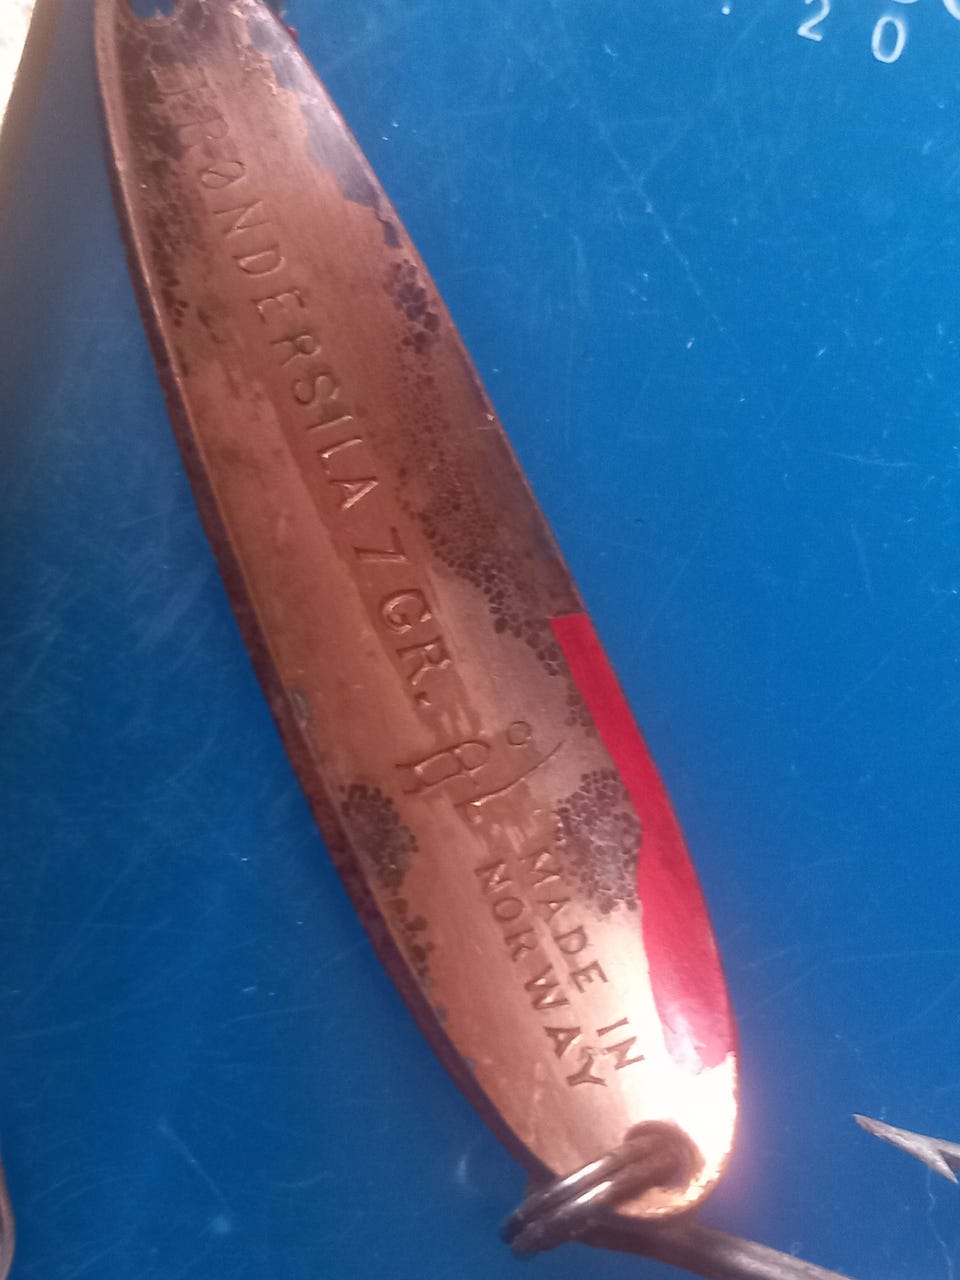 TRØNDERSILA 7 GR.
MADE IN
NORWAY
20